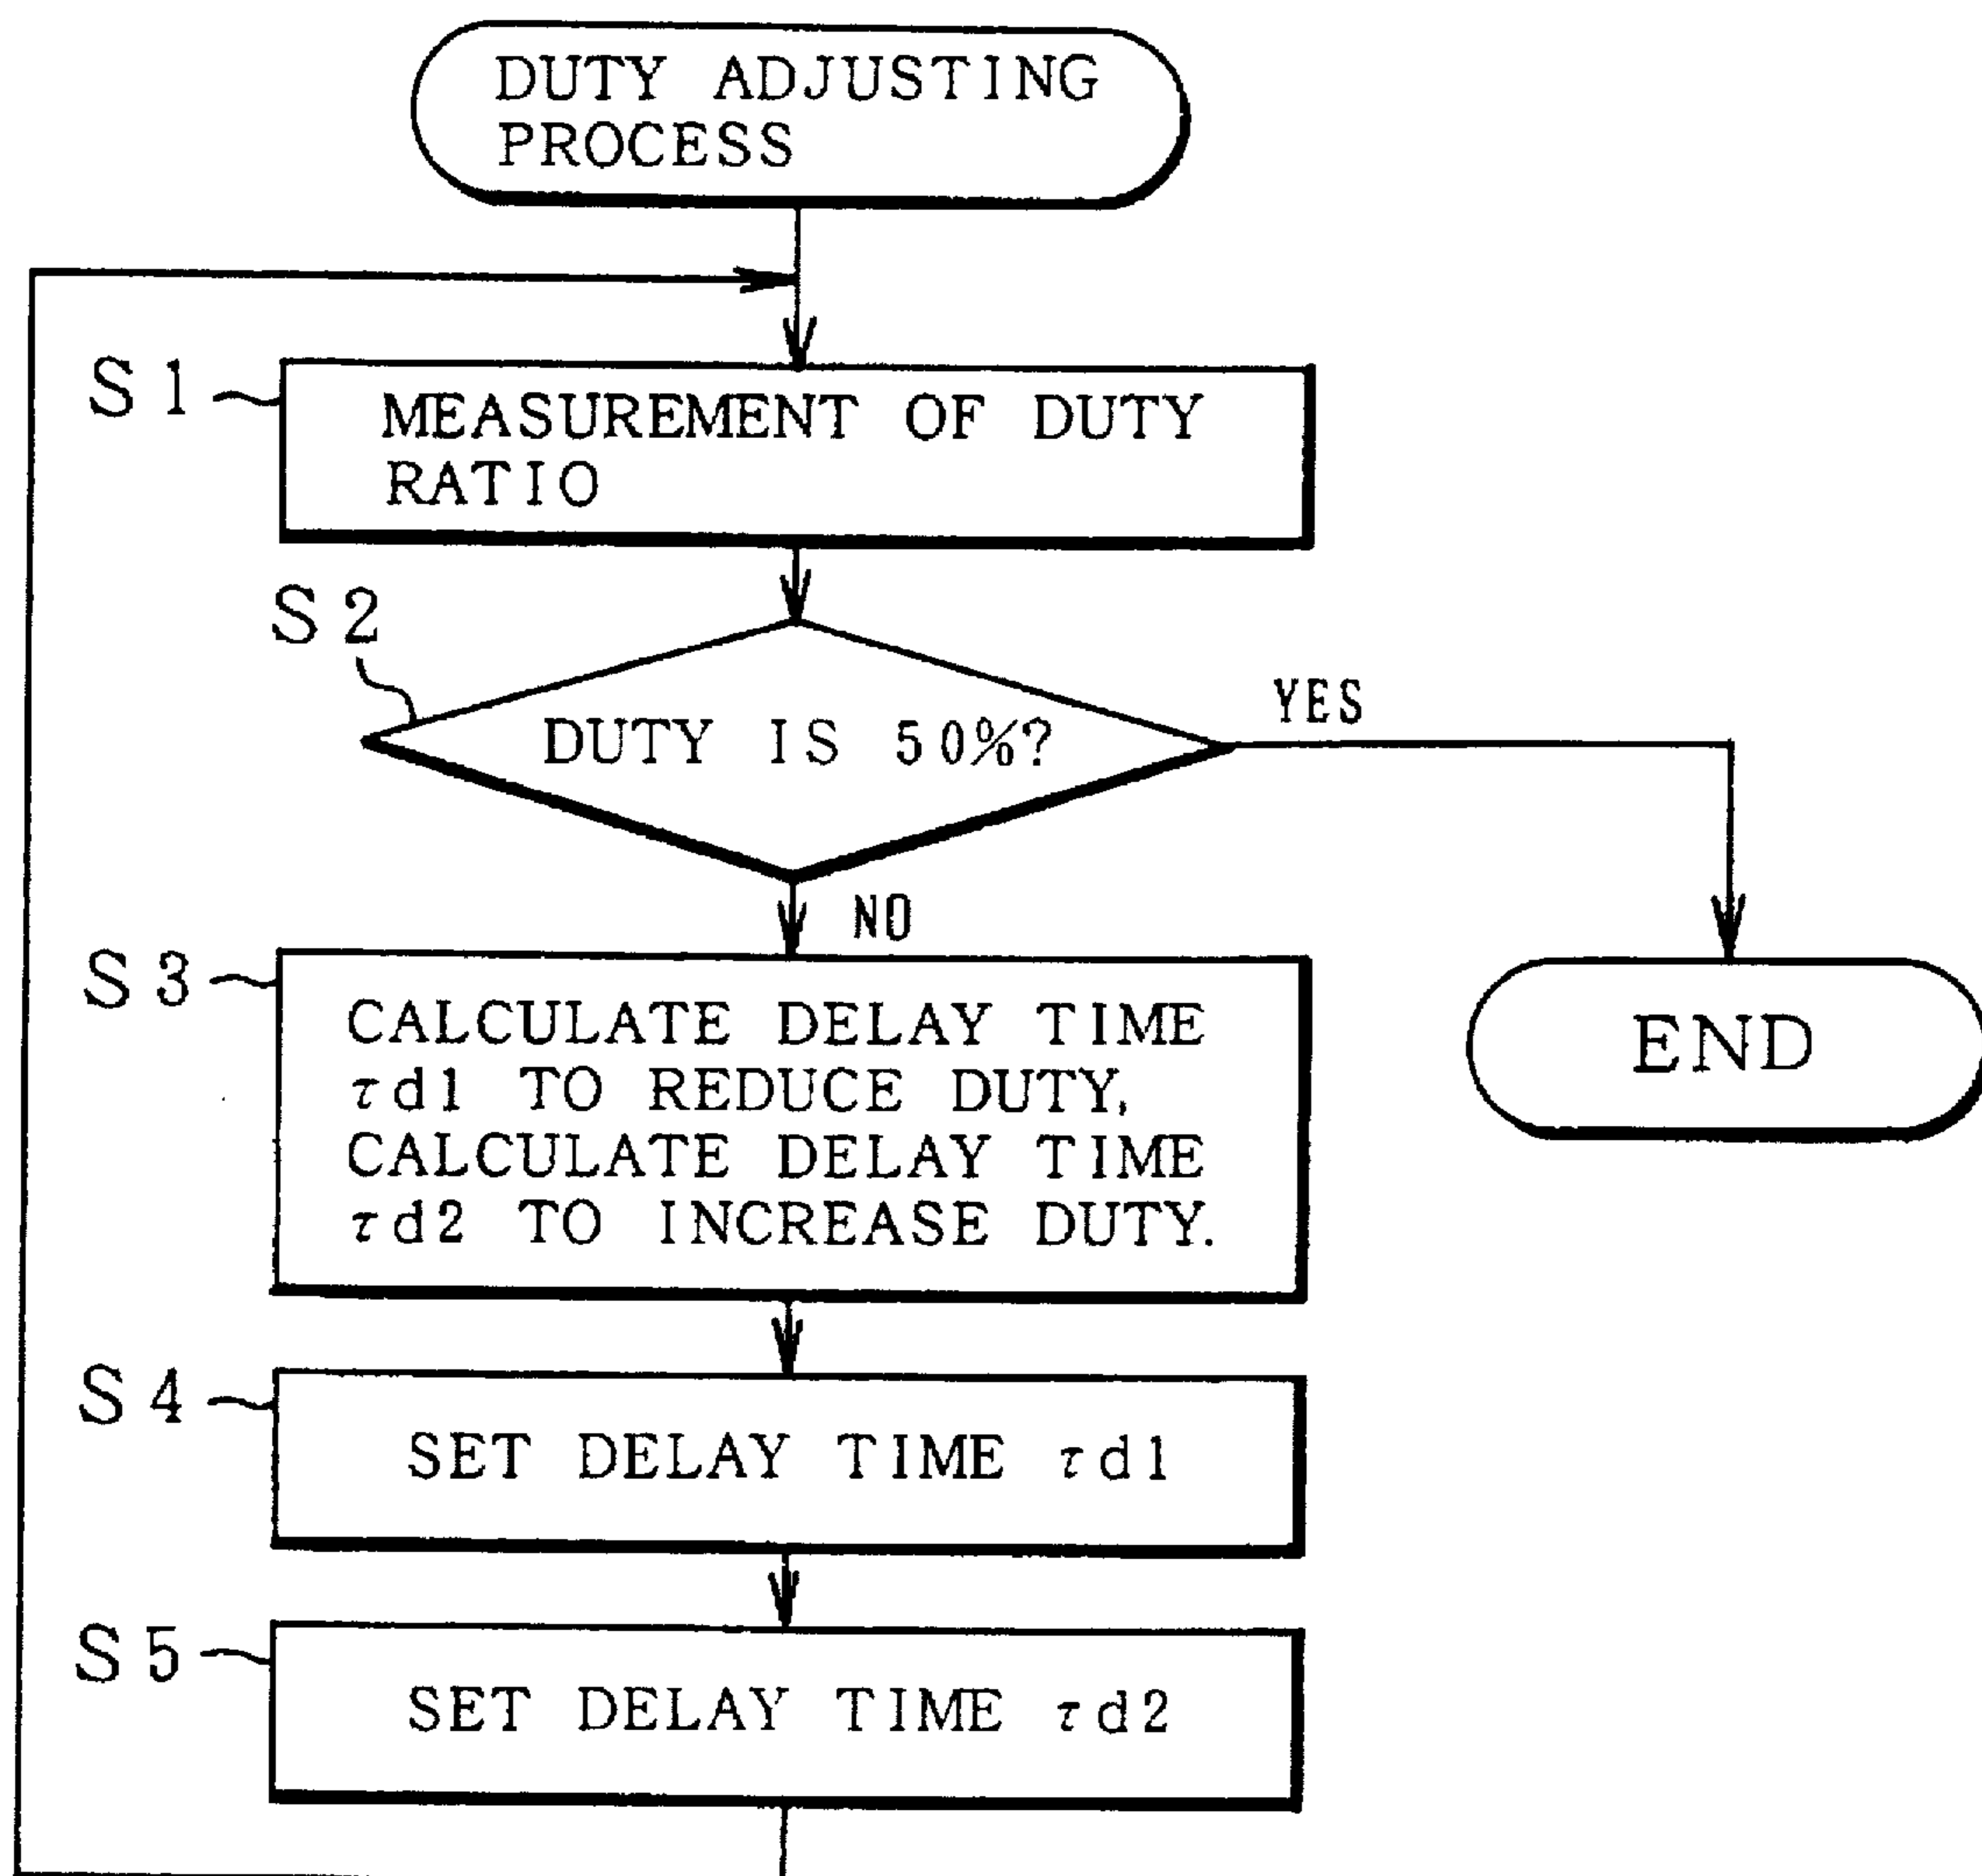 DUTY ADJUSTING
PROCESS
S1
MEASUREMENT OF DUTY
RATIO
S2
DUTY IS 50%?
YES
NO
S3
CALCULATE DELAY TIME
τd1 TO REDUCE DUTY,
CALCULATE DELAY TIME
τd2 TO INCREASE DUTY.
END
S4
SET DELAY TIME τd1
S5
SET DELAY TIME τd2